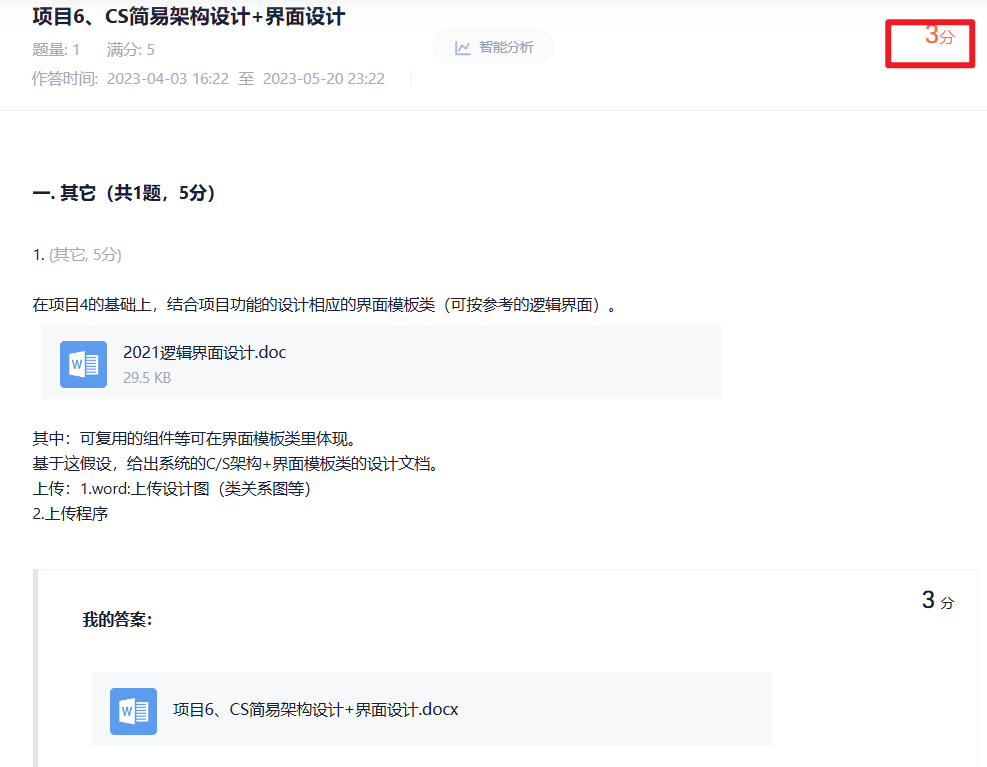 项目6、CS简易架构设计+界面设计
3分
题量: 1 满分: 5
智能分析
作答时间: 2023-04-03 16:22 至 2023-05-20 23:22
一. 其它（共1题，5分）
1. (其它, 5分)
在项目4的基础上，结合项目功能的设计相应的界面模板类（可按参考的逻辑界面）。
W
2021逻辑界面设计.doc
29.5 KB
其中：可复用的组件等可在界面模板类里体现。
基于这假设，给出系统的C/S架构+界面模板类的设计文档。
上传：1.word:上传设计图（类关系图等）
2.上传程序
3 分
我的答案：
W
项目6、CS简易架构设计+界面设计.docx